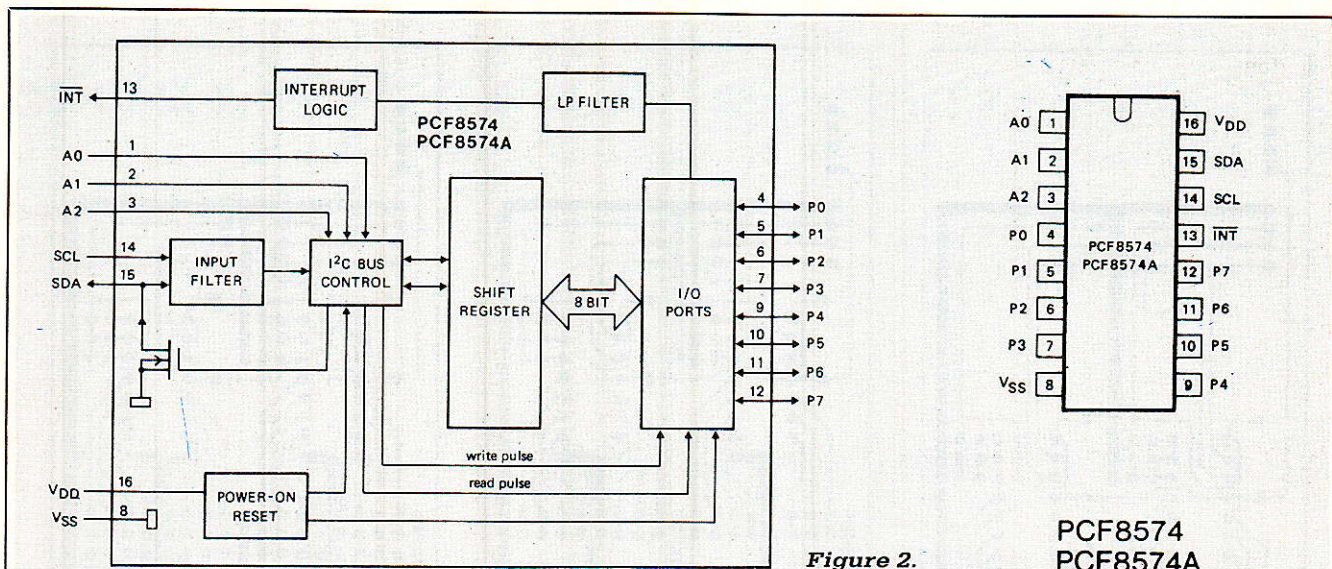 INT
13
INTERRUPT
LOGIC
LP FILTER
PCF8574
PCF8574A
A0
1
A1
2
A2
3
SCL
14
SDA
15
INPUT
FILTER
I²C BUS
CONTROL
SHIFT
REGISTER
8 BIT
I/O
PORTS
4
P0
5
P1
6
P2
7
P3
9
P4
10
P5
11
P6
12
P7
write pulse
read pulse
VDD
16
VSS
8
POWER-ON
RESET
A0 1
A1 2
A2 3
P0 4
P1 5
P2 6
P3 7
VSS 8
PCF8574
PCF8574A
16 VDD
15 SDA
14 SCL
13 INT
12 P7
11 P6
10 P5
9 P4
Figure 2.
PCF8574
PCF8574A